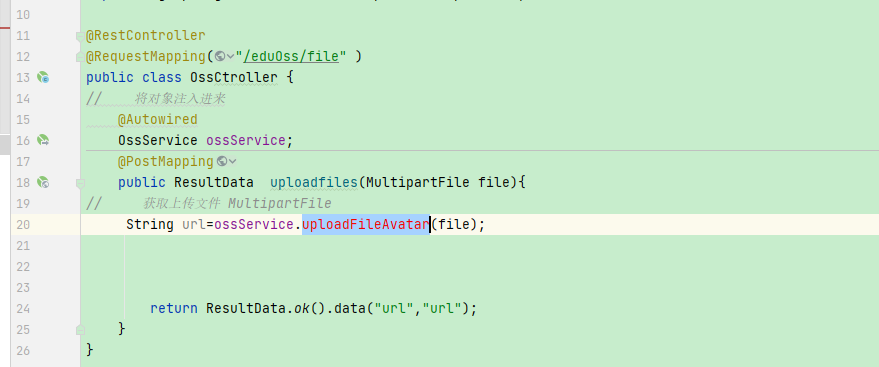 10
11 @RestController
12 @RequestMapping("/eduOss/file" )
13 public class OssCtroller {
14 //    将对象注入进来
15     @Autowired
16     OssService ossService;
17     @PostMapping
18     public ResultData  uploadfiles(MultipartFile file){
19 //     获取上传文件 MultipartFile
20      String url=ossService.uploadFileAvatar(file);
21
22
23
24         return ResultData.ok().data("url","url");
25     }
26 }